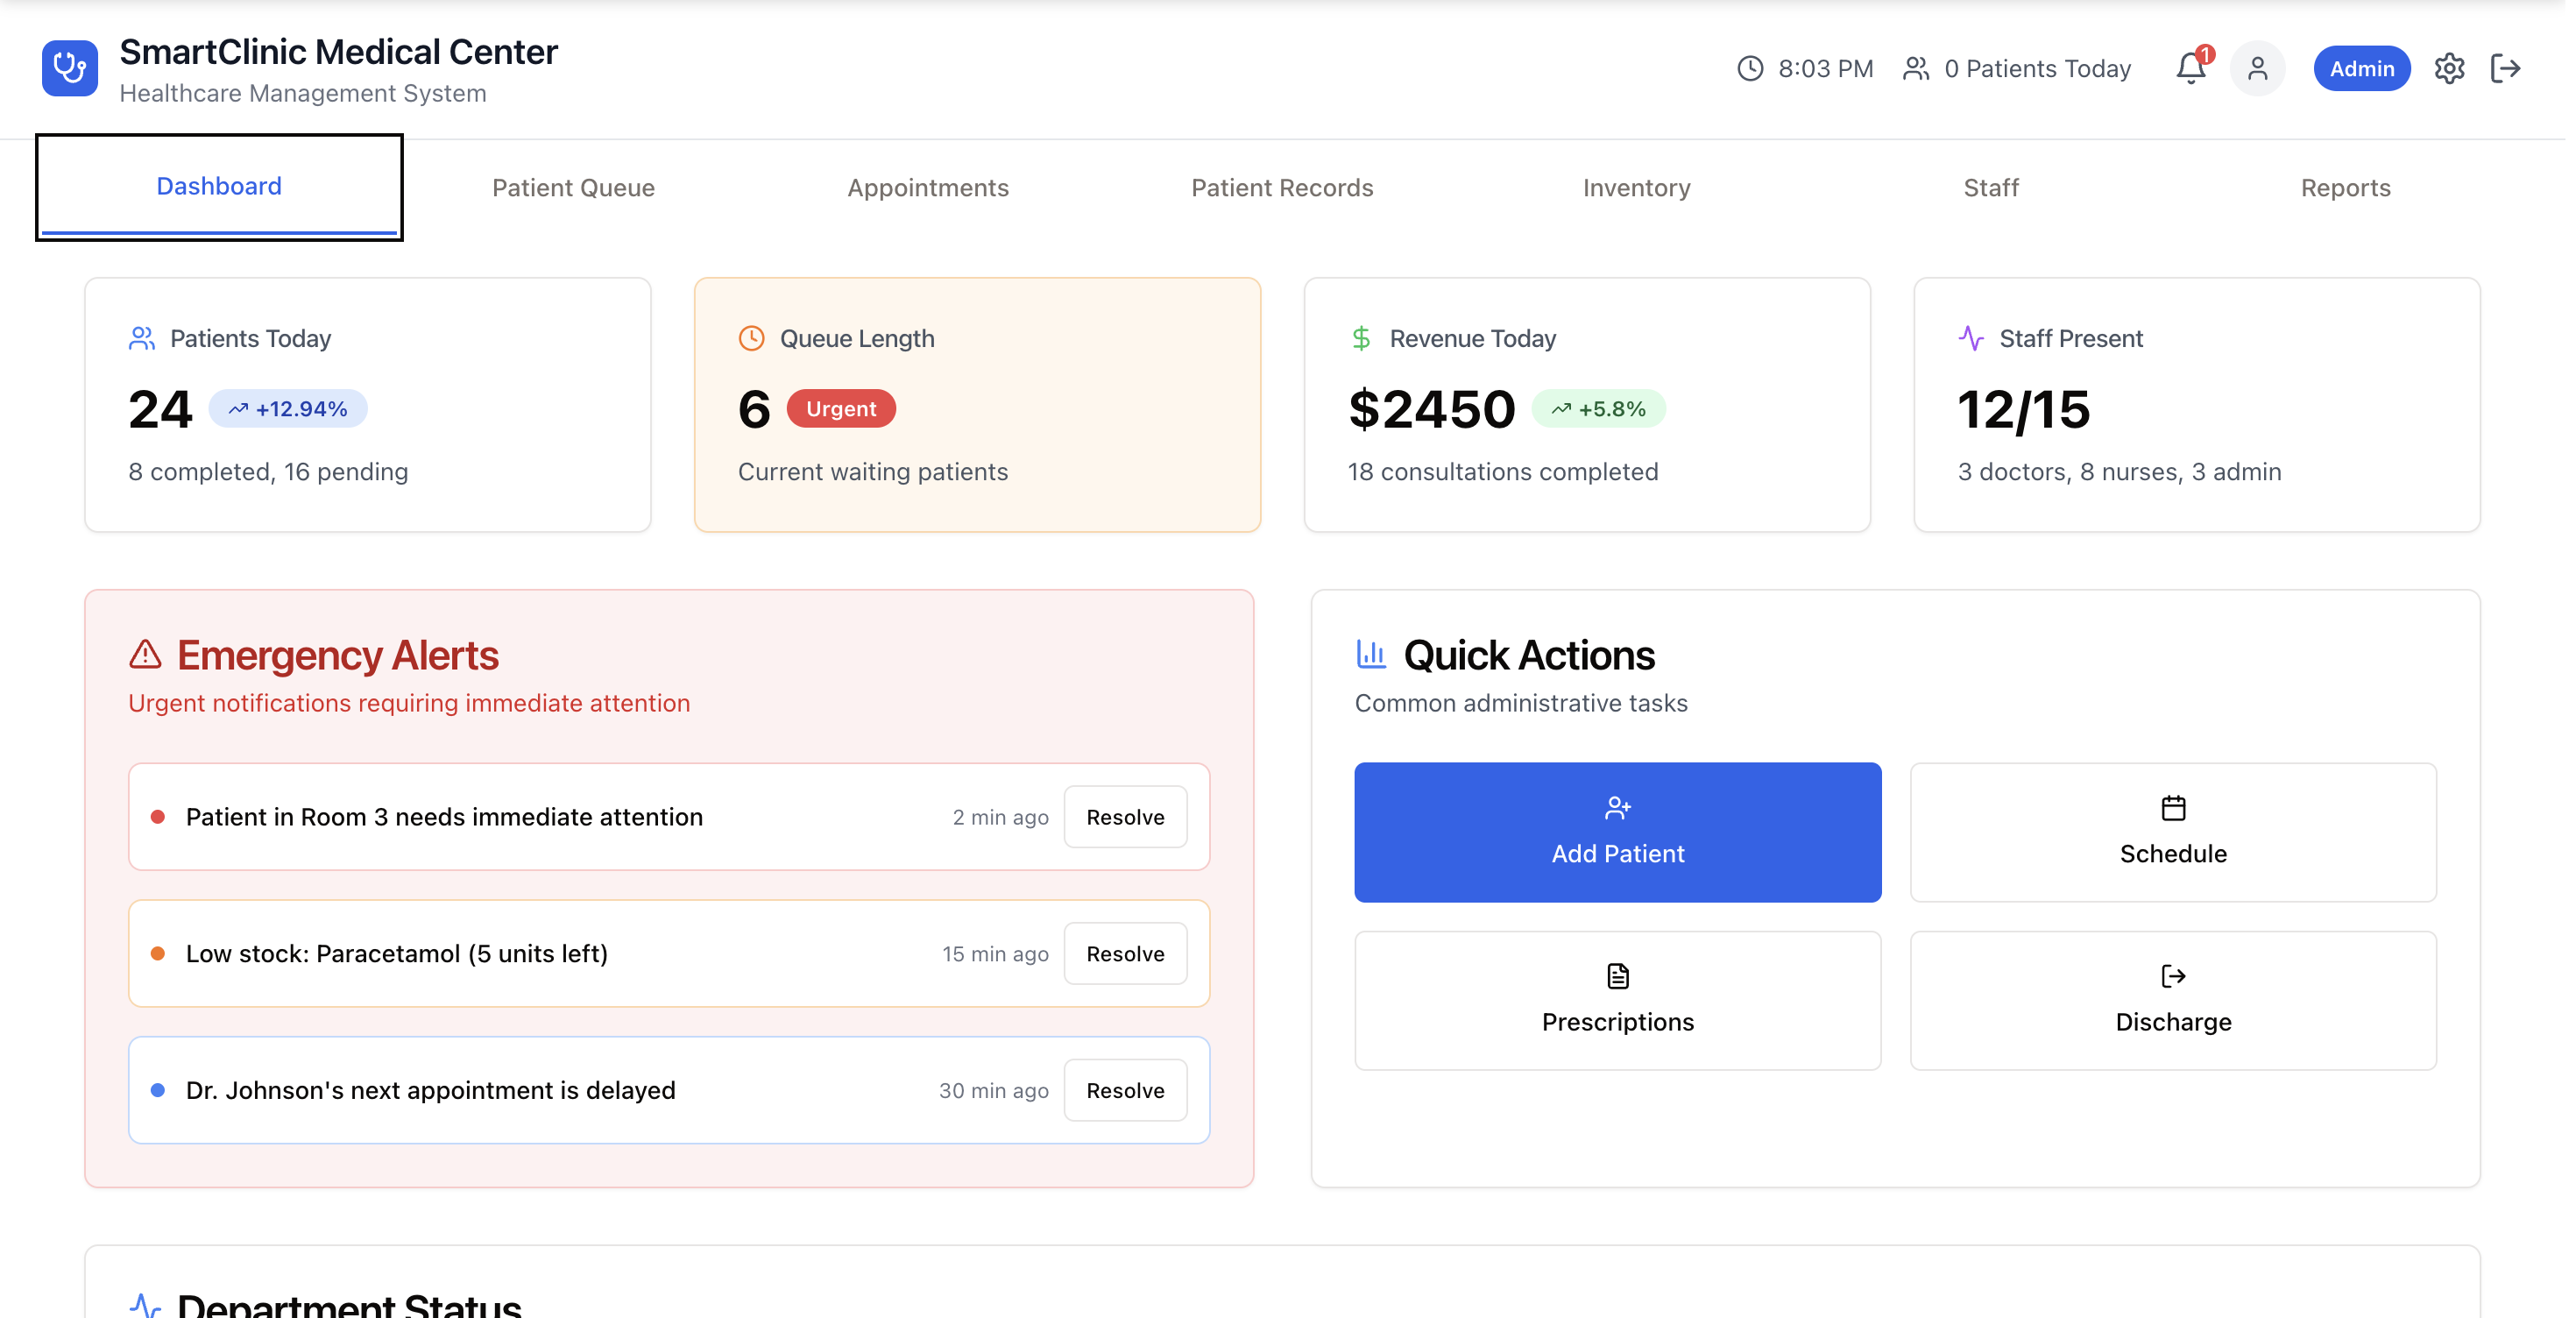 SmartClinic Medical Center
Healthcare Management System
8:03 PM
0 Patients Today
1
Admin
Dashboard
Patient Queue
Appointments
Patient Records
Inventory
Staff
Reports
Patients Today
24 +12.94%
8 completed, 16 pending
Queue Length
6 Urgent
Current waiting patients
Revenue Today
$2450 +5.8%
18 consultations completed
Staff Present
12/15
3 doctors, 8 nurses, 3 admin
Emergency Alerts
Urgent notifications requiring immediate attention
Patient in Room 3 needs immediate attention 2 min ago Resolve
Low stock: Paracetamol (5 units left) 15 min ago Resolve
Dr. Johnson's next appointment is delayed 30 min ago Resolve
Quick Actions
Common administrative tasks
Add Patient
Schedule
Prescriptions
Discharge
Department Status